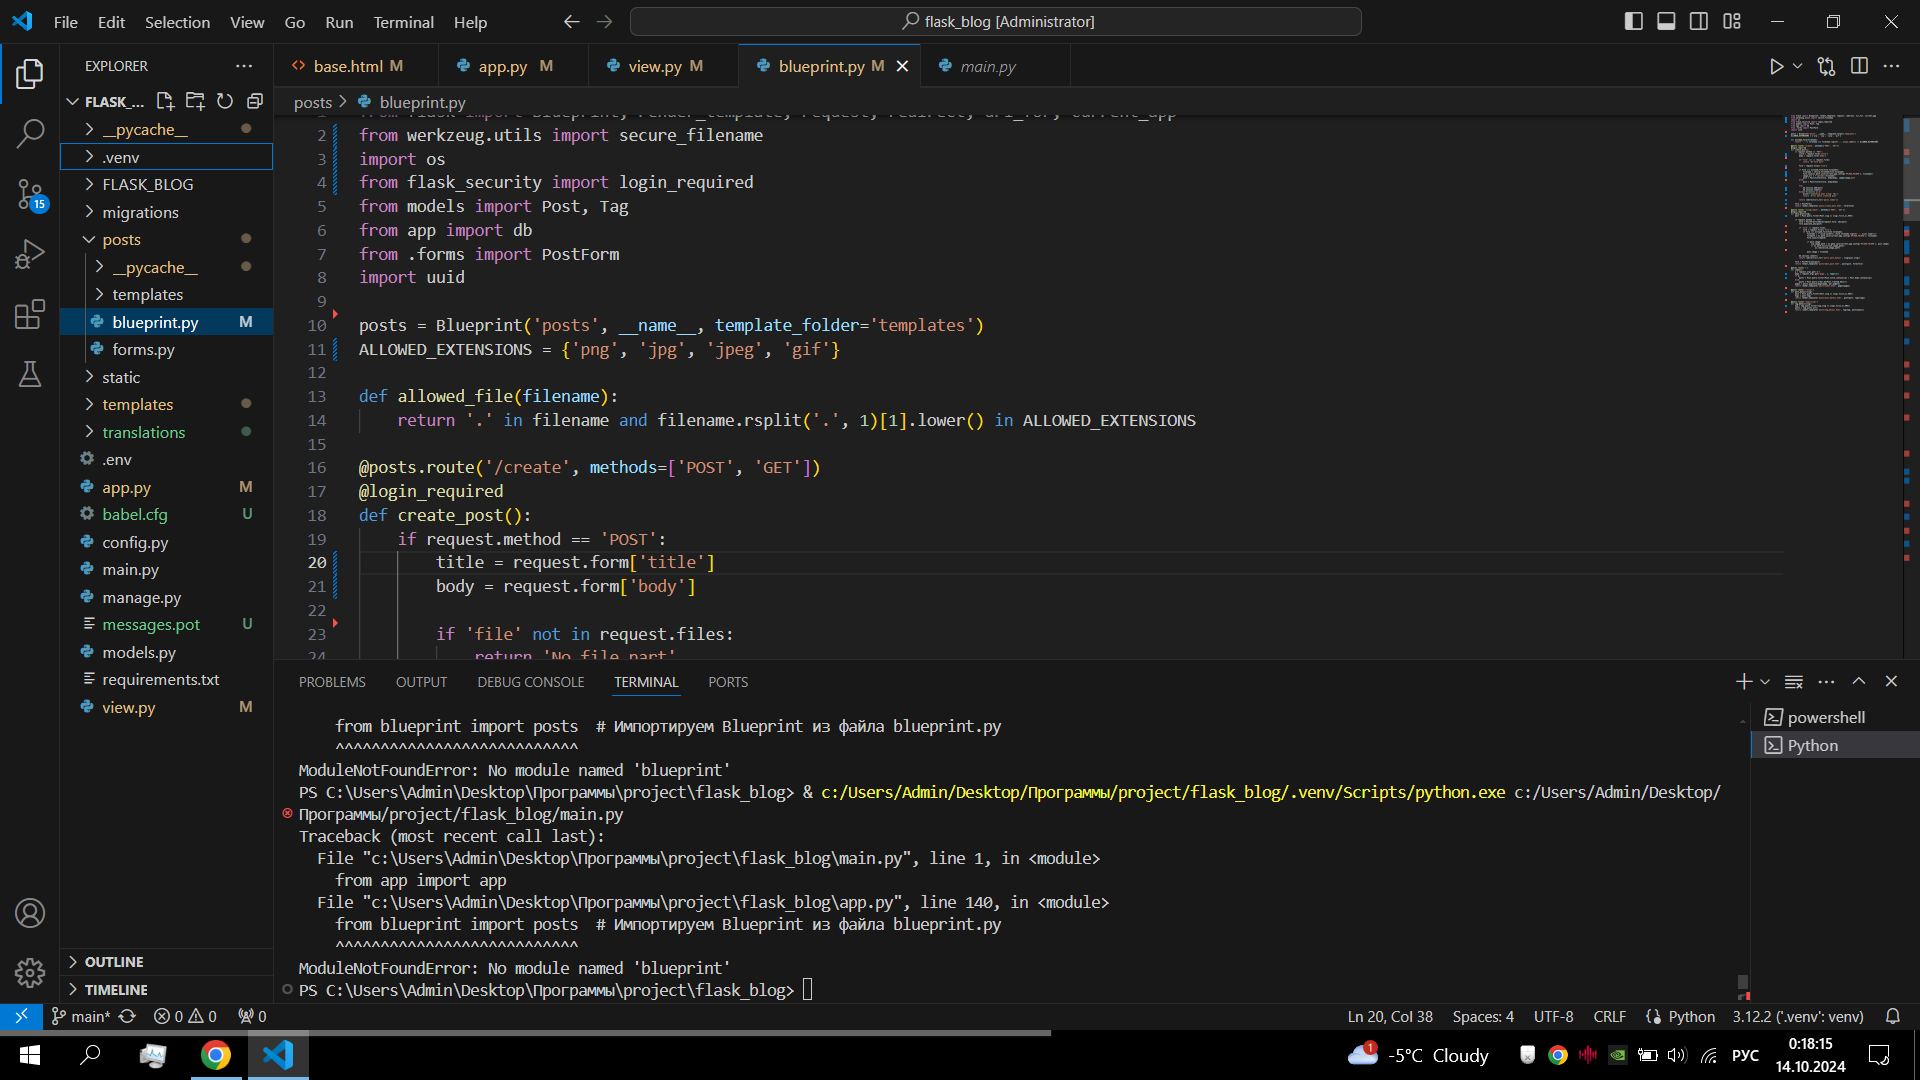 File Edit Selection View Go Run Terminal Help
flask_blog [Administrator]
EXPLORER
FLASK_...
__pycache__
.venv
FLASK_BLOG
migrations
posts
__pycache__
templates
blueprint.py M
forms.py
static
templates
translations
.env
app.py M
babel.cfg U
config.py
main.py
manage.py
messages.pot U
models.py
requirements.txt
view.py M
OUTLINE
TIMELINE
15
base.html M
app.py M
view.py M
blueprint.py M
main.py
posts > blueprint.py
2 from werkzeug.utils import secure_filename
3 import os
4 from flask_security import login_required
5 from models import Post, Tag
6 from app import db
7 from .forms import PostForm
8 import uuid
9
10 posts = Blueprint('posts', __name__, template_folder='templates')
11 ALLOWED_EXTENSIONS = {'png', 'jpg', 'jpeg', 'gif'}
12
13 def allowed_file(filename):
14 return '.' in filename and filename.rsplit('.', 1)[1].lower() in ALLOWED_EXTENSIONS
15
16 @posts.route('/create', methods=['POST', 'GET'])
17 @login_required
18 def create_post():
19 if request.method == 'POST':
20 title = request.form['title']
21 body = request.form['body']
22
23 if 'file' not in request.files:
24 return 'No file part'
PROBLEMS OUTPUT DEBUG CONSOLE TERMINAL PORTS
powershell
Python
from blueprint import posts # Импортируем Blueprint из файла blueprint.py
^^^^^^^^^^^^^^^^^^^^^^^^^^^
ModuleNotFoundError: No module named 'blueprint'
PS C:\Users\Admin\Desktop\Программы\project\flask_blog> & c:/Users/Admin/Desktop/Программы/project/flask_blog/.venv/Scripts/python.exe c:/Users/Admin/Desktop/
Программы/project/flask_blog/main.py
Traceback (most recent call last):
File "c:\Users\Admin\Desktop\Программы\project\flask_blog\main.py", line 1, in <module>
from app import app
File "c:\Users\Admin\Desktop\Программы\project\flask_blog\app.py", line 140, in <module>
from blueprint import posts # Импортируем Blueprint из файла blueprint.py
^^^^^^^^^^^^^^^^^^^^^^^^^^^
ModuleNotFoundError: No module named 'blueprint'
PS C:\Users\Admin\Desktop\Программы\project\flask_blog>
main* 0 0 0
Ln 20, Col 38 Spaces: 4 UTF-8 CRLF Python 3.12.2 ('.venv': venv)
1 -5°C Cloudy
РУС
0:18:15
14.10.2024